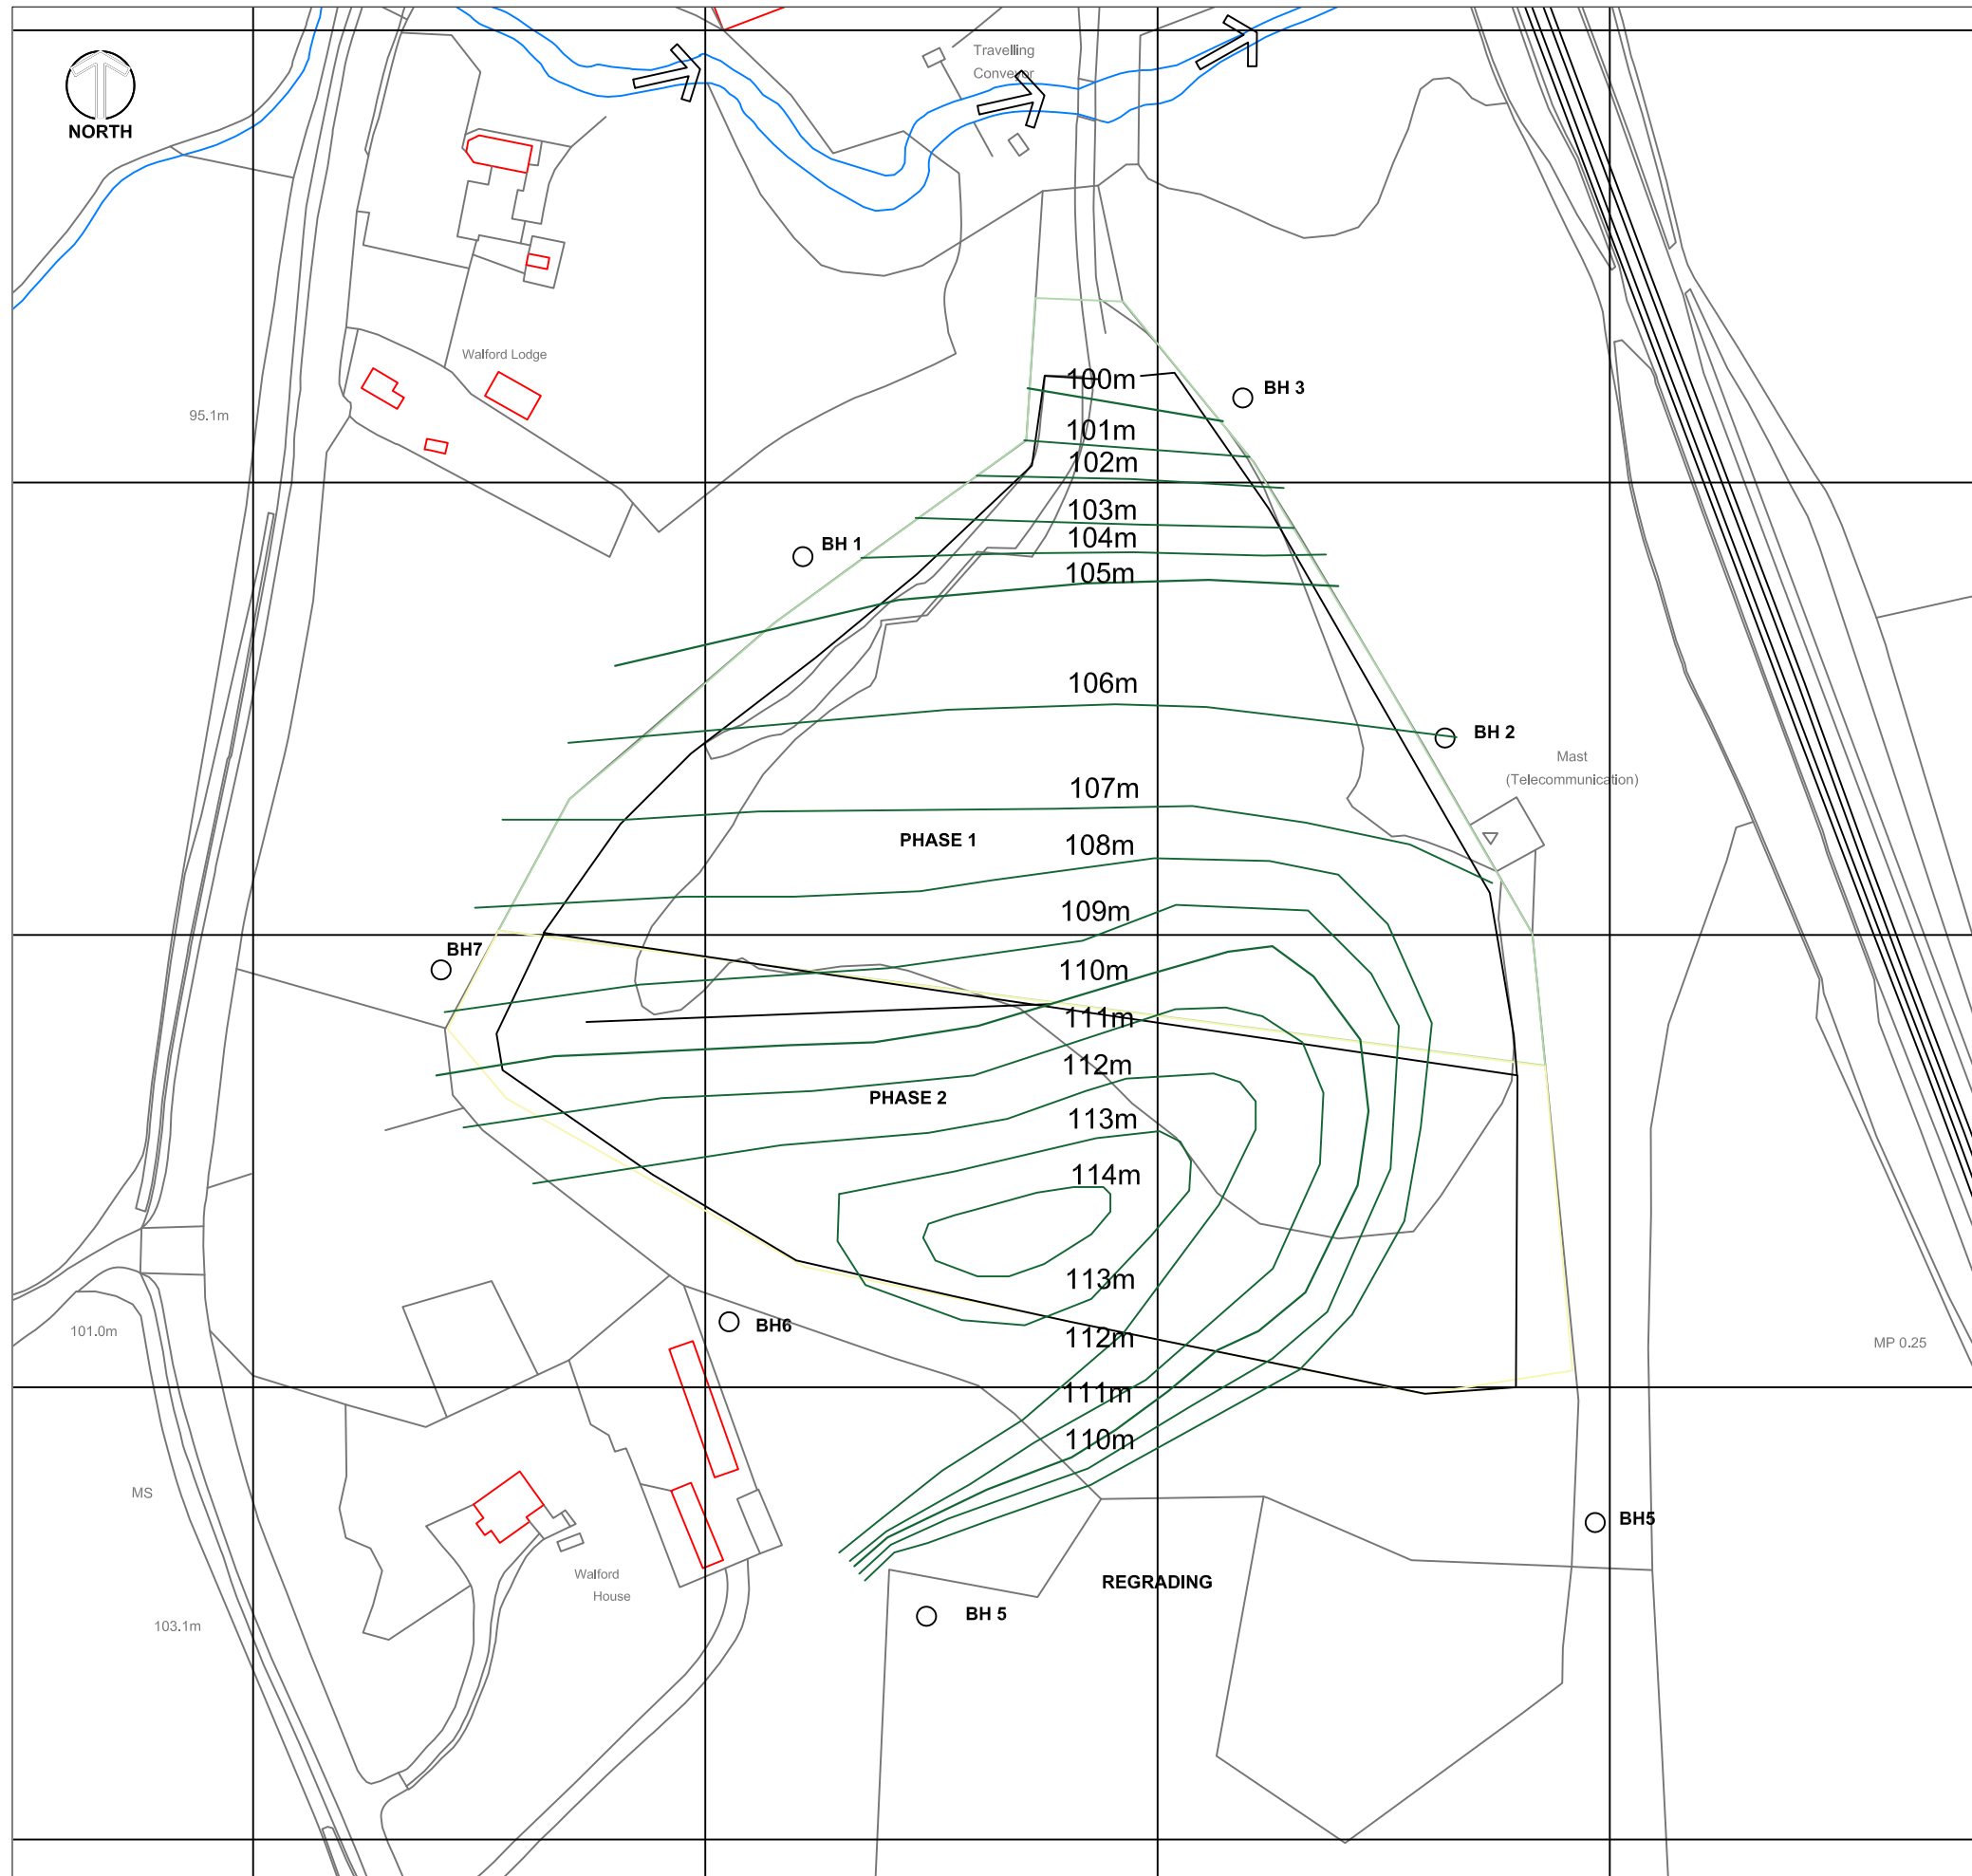 Travelling
Conveyor
NORTH
Walford Lodge
100m
BH 3
95.1m
101m
102m
103m
104m
BH 1
105m
106m
BH 2
Mast
(Telecommunication)
107m
PHASE 1
108m
109m
BH7
110m
111m
112m
PHASE 2
113m
114m
113m
BH6
101.0m
112m
MP 0.25
111m
110m
MS
BH5
Walford
House
REGRADING
BH 5
103.1m